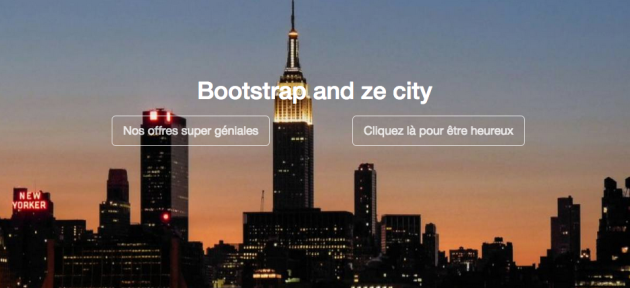 Bootstrap and ze city
Nos offres super géniales
Cliquez là pour être heureux
NEW
YORKER